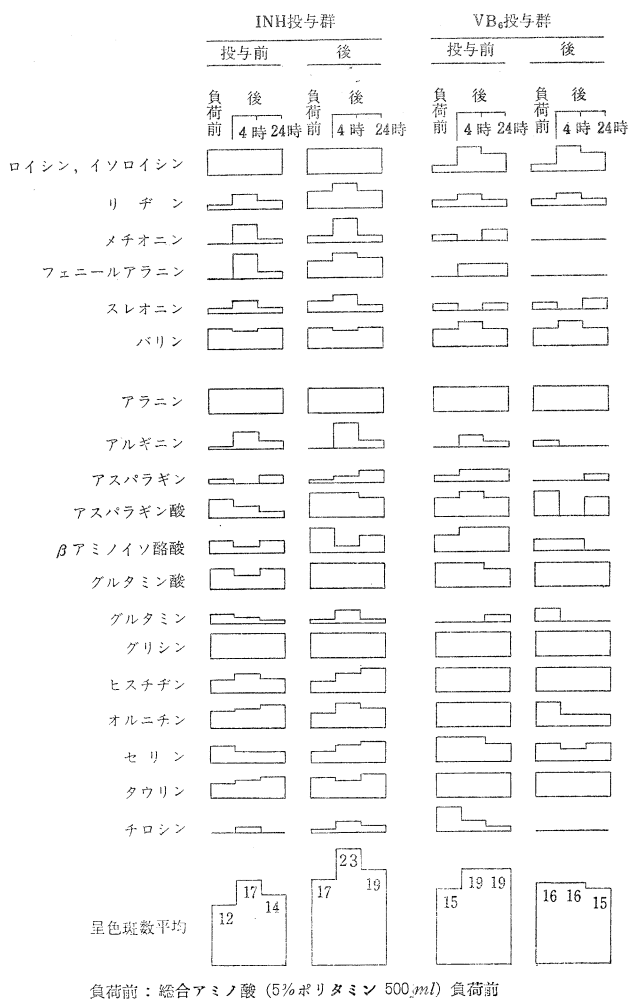 INH投与群 VB₆投与群
投与前 後 投与前 後
負荷前 後 負荷前 後 負荷前 後 負荷前 後
4時 24時 4時 24時 4時 24時 4時 24時
ロイシン，イソロイシン
リヂン
メチオニン
フェニールアラニン
スレオニン
バリン
アラニン
アルギニン
アスパラギン
アスパラギン酸
βアミノイソ酪酸
グルタミン酸
グルタミン
グリシン
ヒスチヂン
オルニチン
セリン
タウリン
チロシン
呈色斑数平均 12 17 14 17 23 19 15 19 19 16 16 15
負荷前：総合アミノ酸 (5%ポリタミン 500ml) 負荷前